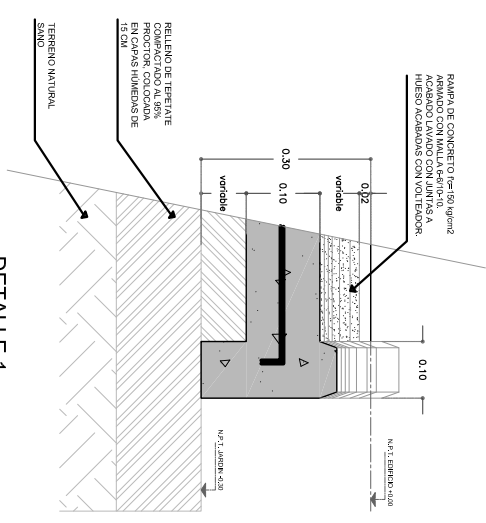 RAMPA DE CONCRETO f'c=150 kg/cm2
ARMADO CON MALLA 6-6/10-10.
ACABADO LAVADO CON JUNTAS A
HUESO ACABADAS CON VOLTEADOR.
0.10
N.P.T. EDIFICIO +0.00
0.02
variable
0.30
0.10
variable
N.P.T. JARDIN -0.30
RELLENO DE TEPETATE
COMPACTADO AL 95%
PROCTOR, COLOCADA
EN CAPAS HÚMEDAS DE
15 CM
TERRENO NATURAL
SANO
DETALLE 1